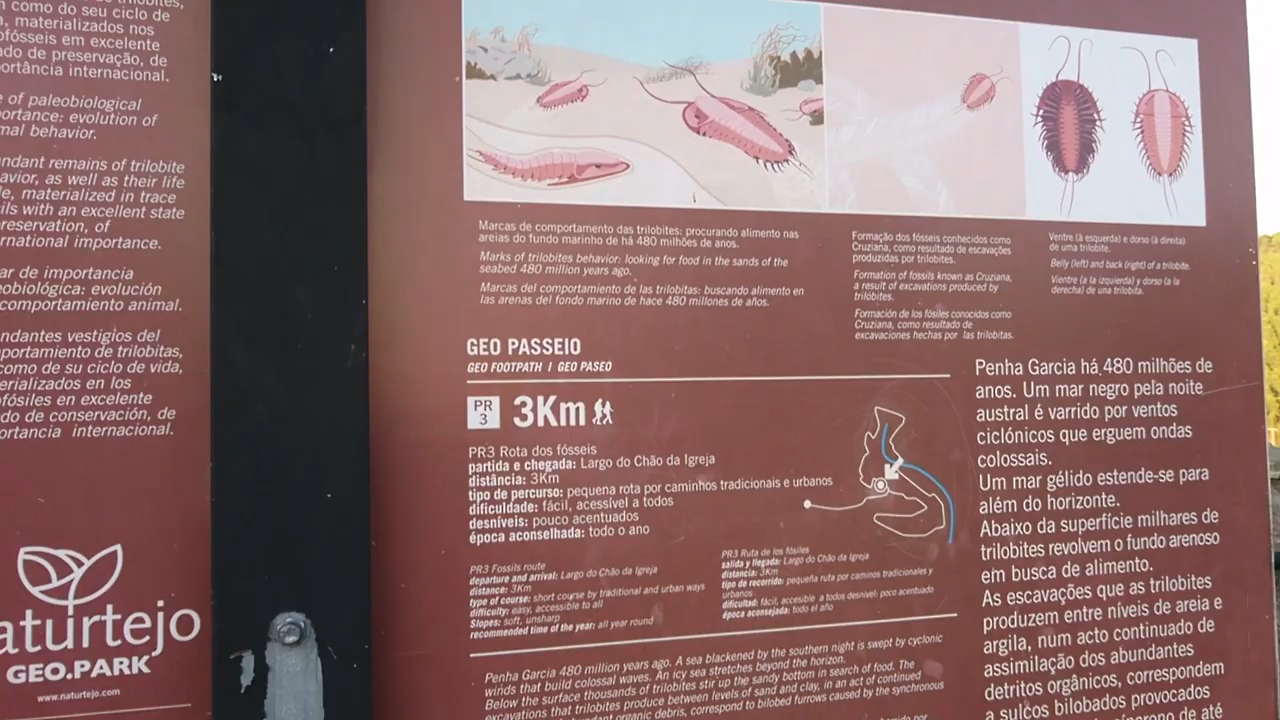 como do seu ciclo de
materializados nos
em excelente
de preservação, de
internacional.
of paleobiological
evolution of
behavior.
remains of trilobite
as well as their life
materialized in trace
with an excellent state
of
importance.
de importancia
evolución
comportamiento animal.
vestigios del
de trilobitas,
como de su ciclo de vida,
en los
fósiles en excelente
de conservación, de
internacional.
naturtejo
GEO.PARK
www.naturtejo.com
Marcas de comportamento das trilobites: procurando alimento nas
areias do fundo marinho de há 480 milhões de anos.
Marks of trilobites behavior: looking for food in the sands of the
seabed 480 million years ago.
Marcas del comportamiento de las trilobitas: buscando alimento en
las arenas del fondo marino de hace 480 millones de años.
Formação dos fósseis conhecidos como
Cruziana, como resultado de escavações
produzidas por trilobites.
Formation of fossils known as Cruziana,
a result of excavations produced by
trilobites.
Formación de los fósiles conocidos como
Cruziana, como resultado de
excavaciones hechas por las trilobitas.
Ventre (à esquerda) e dorso (à direita)
de uma trilobite.
Belly (left) and back (right) of a trilobite.
Vientre (a la izquierda) y dorso (a la
derecha) de una trilobita.
GEO PASSEIO
GEO FOOTPATH | GEO PASEO
PR
3
3Km
PR3 Rota dos fósseis
partida e chegada: Largo do Chão da Igreja
distância: 3Km
tipo de percurso: pequena rota por caminhos tradicionais e urbanos
dificuldade: fácil, acessível a todos
desníveis: pouco acentuados
época aconselhada: todo o ano
PR3 Fossils route
departure and arrival: Largo do Chão da Igreja
distance: 3Km
type of course: short course by traditional and urban ways
difficulty: easy, accessible to all
Slopes: soft, unsharp
recommended time of the year: all year round
PR3 Ruta de los fósiles
salida y llegada: Largo do Chão da Igreja
distancia: 3Km
tipo de recorrido: pequeña ruta por caminos tradicionales y
urbanos
dificultad: fácil, accesible a todos desnivel: poco acentuado
época aconsejada: todo el año
Penha Garcia 480 million years ago. A sea blackened by the southern night is swept by cyclonic
winds that build colossal waves. An icy sea stretches beyond the horizon.
Below the surface thousands of trilobites stir up the sandy bottom in search of food. The
excavations that trilobites produce between levels of sand and clay, in an act of continued
organic debris, correspond to bilobed furrows caused by the synchronous
Penha Garcia há 480 milhões de
anos. Um mar negro pela noite
austral é varrido por ventos
ciclónicos que erguem ondas
colossais.
Um mar gélido estende-se para
além do horizonte.
Abaixo da superfície milhares de
trilobites revolvem o fundo arenoso
em busca de alimento.
As escavações que as trilobites
produzem entre níveis de areia e
argila, num acto continuado de
assimilação dos abundantes
detritos orgânicos, correspondem
a sulcos bilobados provocados
de até